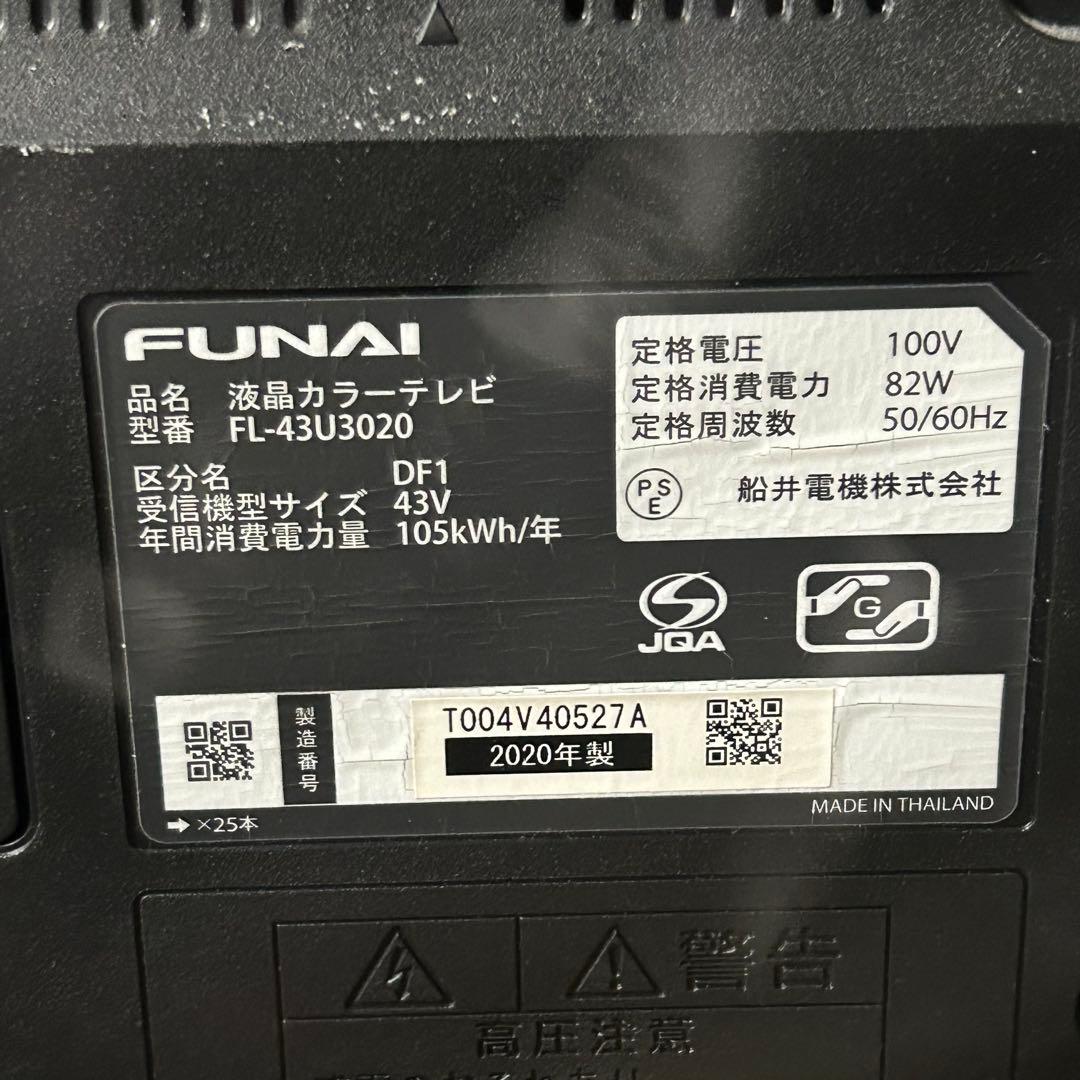 FUNAI
品名 液晶カラーテレビ
型番 FL-43U3020
区分名 DF1
受信機型サイズ 43V
年間消費電力量 105kWh/年
定格電圧 100V
定格消費電力 82W
定格周波数 50/60Hz
PSE 船井電機株式会社
JQA
G
製造番号
T004V40527A
2020年製
➡ ×25本
MADE IN THAILAND
警告
高圧注意